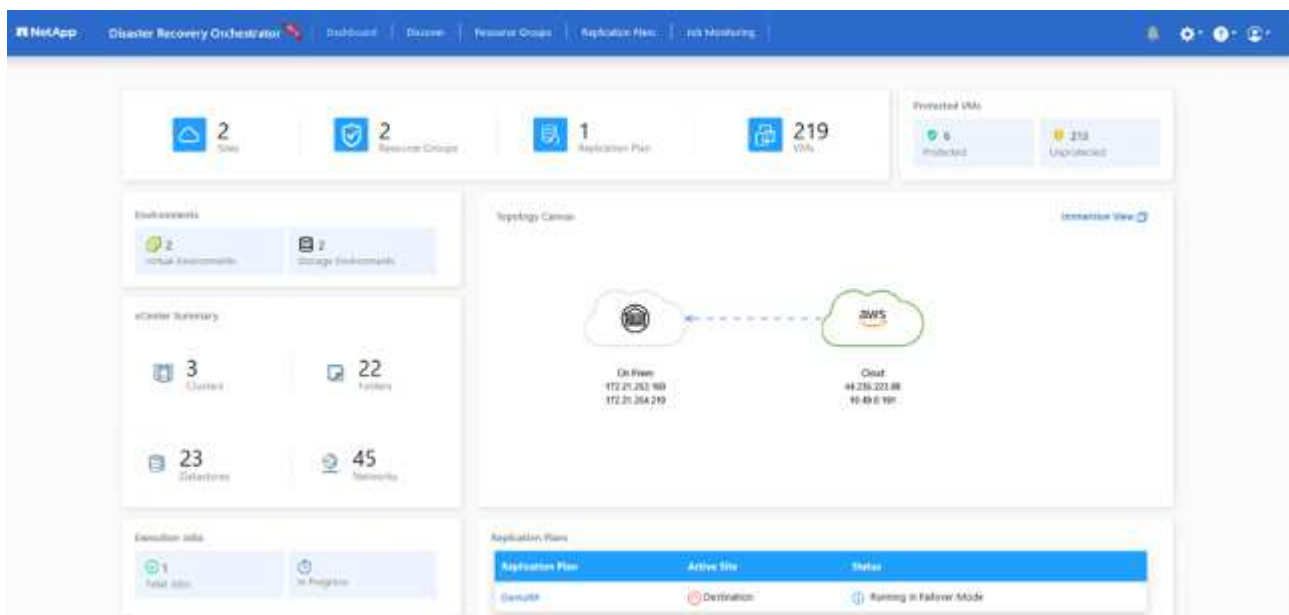 NetApp
Disaster Recovery Orchestrator
Dashboard
Discover
Resource Groups
Replication Plans
Job Monitoring
2
Sites
2
Resource Groups
1
Replication Plan
219
VMs
Protected VMs
6
Protected
213
Unprotected
Environments
2
Virtual Environments
2
Storage Environments
Topology Canvas
Immersive View
vCenter Summary
3
Clusters
22
Folders
23
Datastores
45
Networks
On Prem
Cloud
aws
Execution Jobs
1
Total Jobs
In Progress
Replication Plans
Replication Plan
Active Site
Status
DemoRP
Destination
Running in Failover Mode